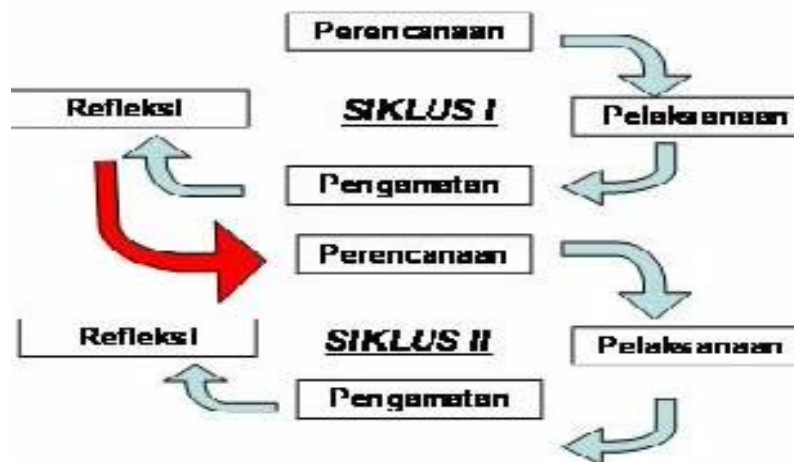 Perencanaan
Refleksi
SIKLUS I
Pelaksanaan
Pengamatan
Perencanaan
Refleksi
SIKLUS II
Pelaksanaan
Pengamatan